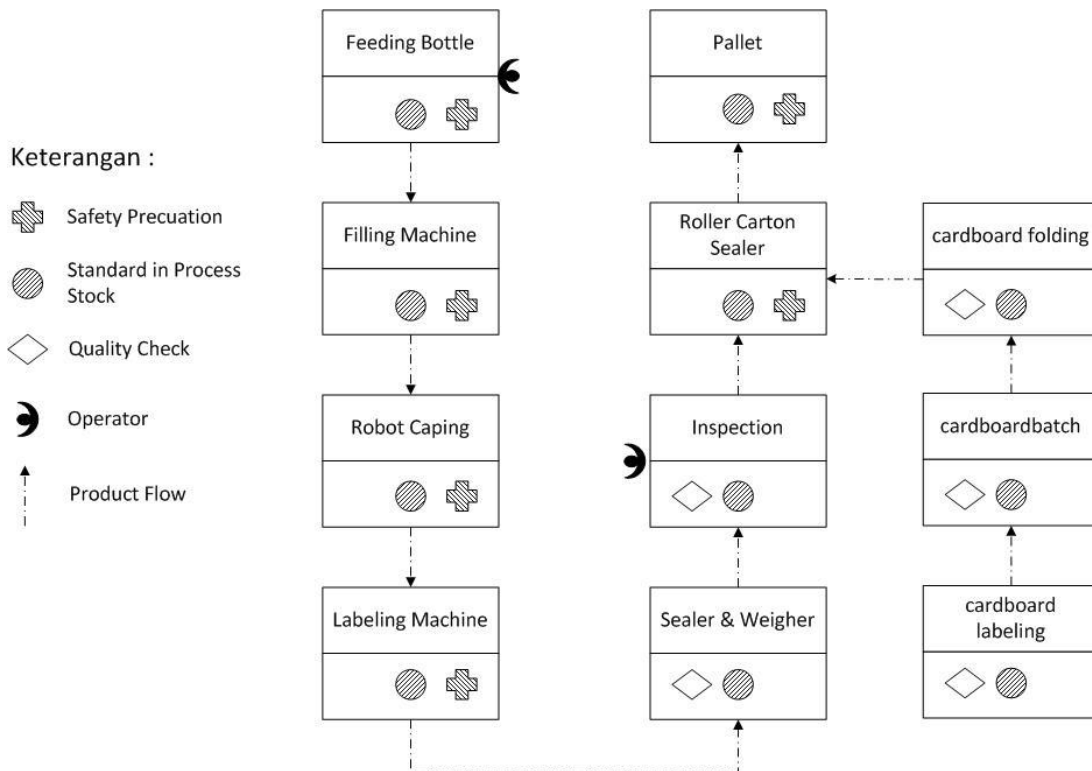 Feeding Bottle
Pallet
Keterangan :
Safety Precuation
Standard in Process
Stock
Quality Check
Operator
Product Flow
Filling Machine
Roller Carton
Sealer
cardboard folding
Robot Caping
Inspection
cardboardbatch
Labeling Machine
Sealer & Weigher
cardboard
labeling